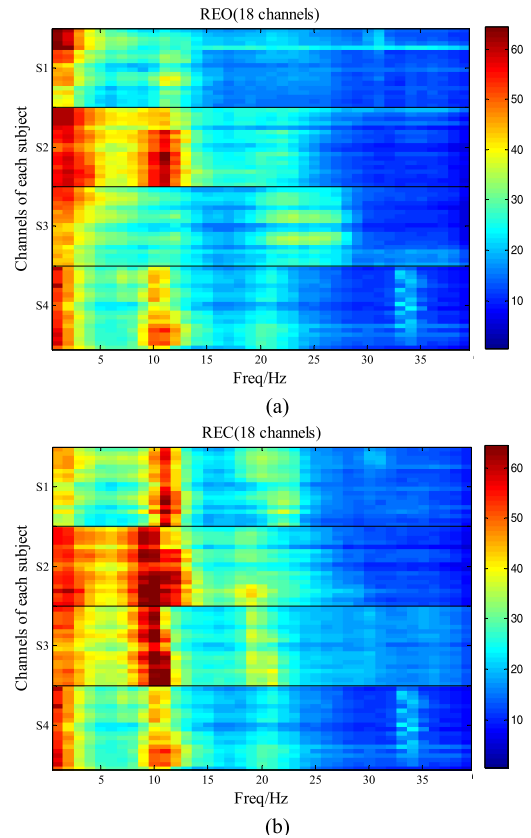 REO(18 channels)
Channels of each subject
S1
S2
S3
S4
5 10 15 20 25 30 35
Freq/Hz
60
50
40
30
20
10
(a)
REC(18 channels)
Channels of each subject
S1
S2
S3
S4
5 10 15 20 25 30 35
Freq/Hz
60
50
40
30
20
10
(b)